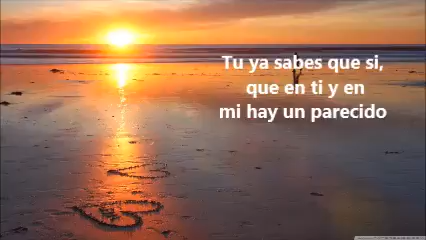 Tu ya sabes que si,
que en ti y en
mi hay un parecido